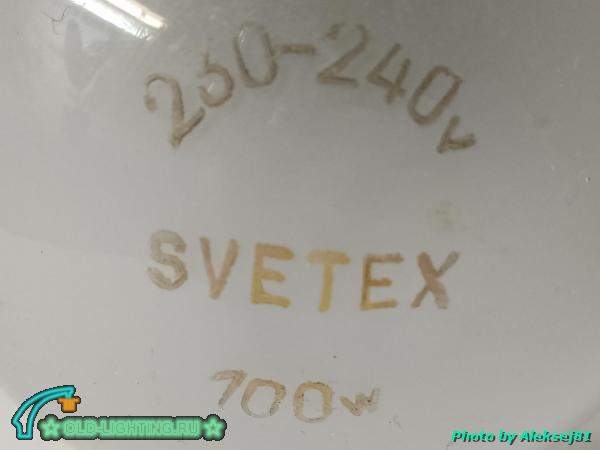 230-240v
SVETEX
100w
OLD-LIGHTING.RU
Photo by Aleksej81